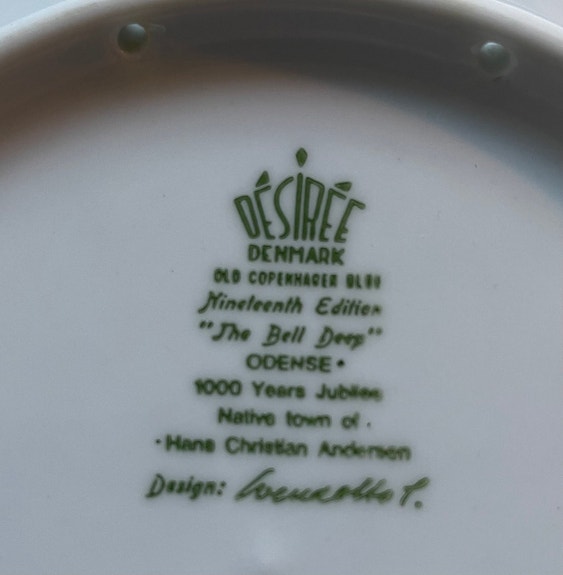 DÉSIRÉE
DENMARK
OLD COPENHAGEN BLUE
Nineteenth Edition
"The Bell Deep"
ODENSE•
1000 Years Jubilee
Native town of
·Hans Christian Andersen
Design: